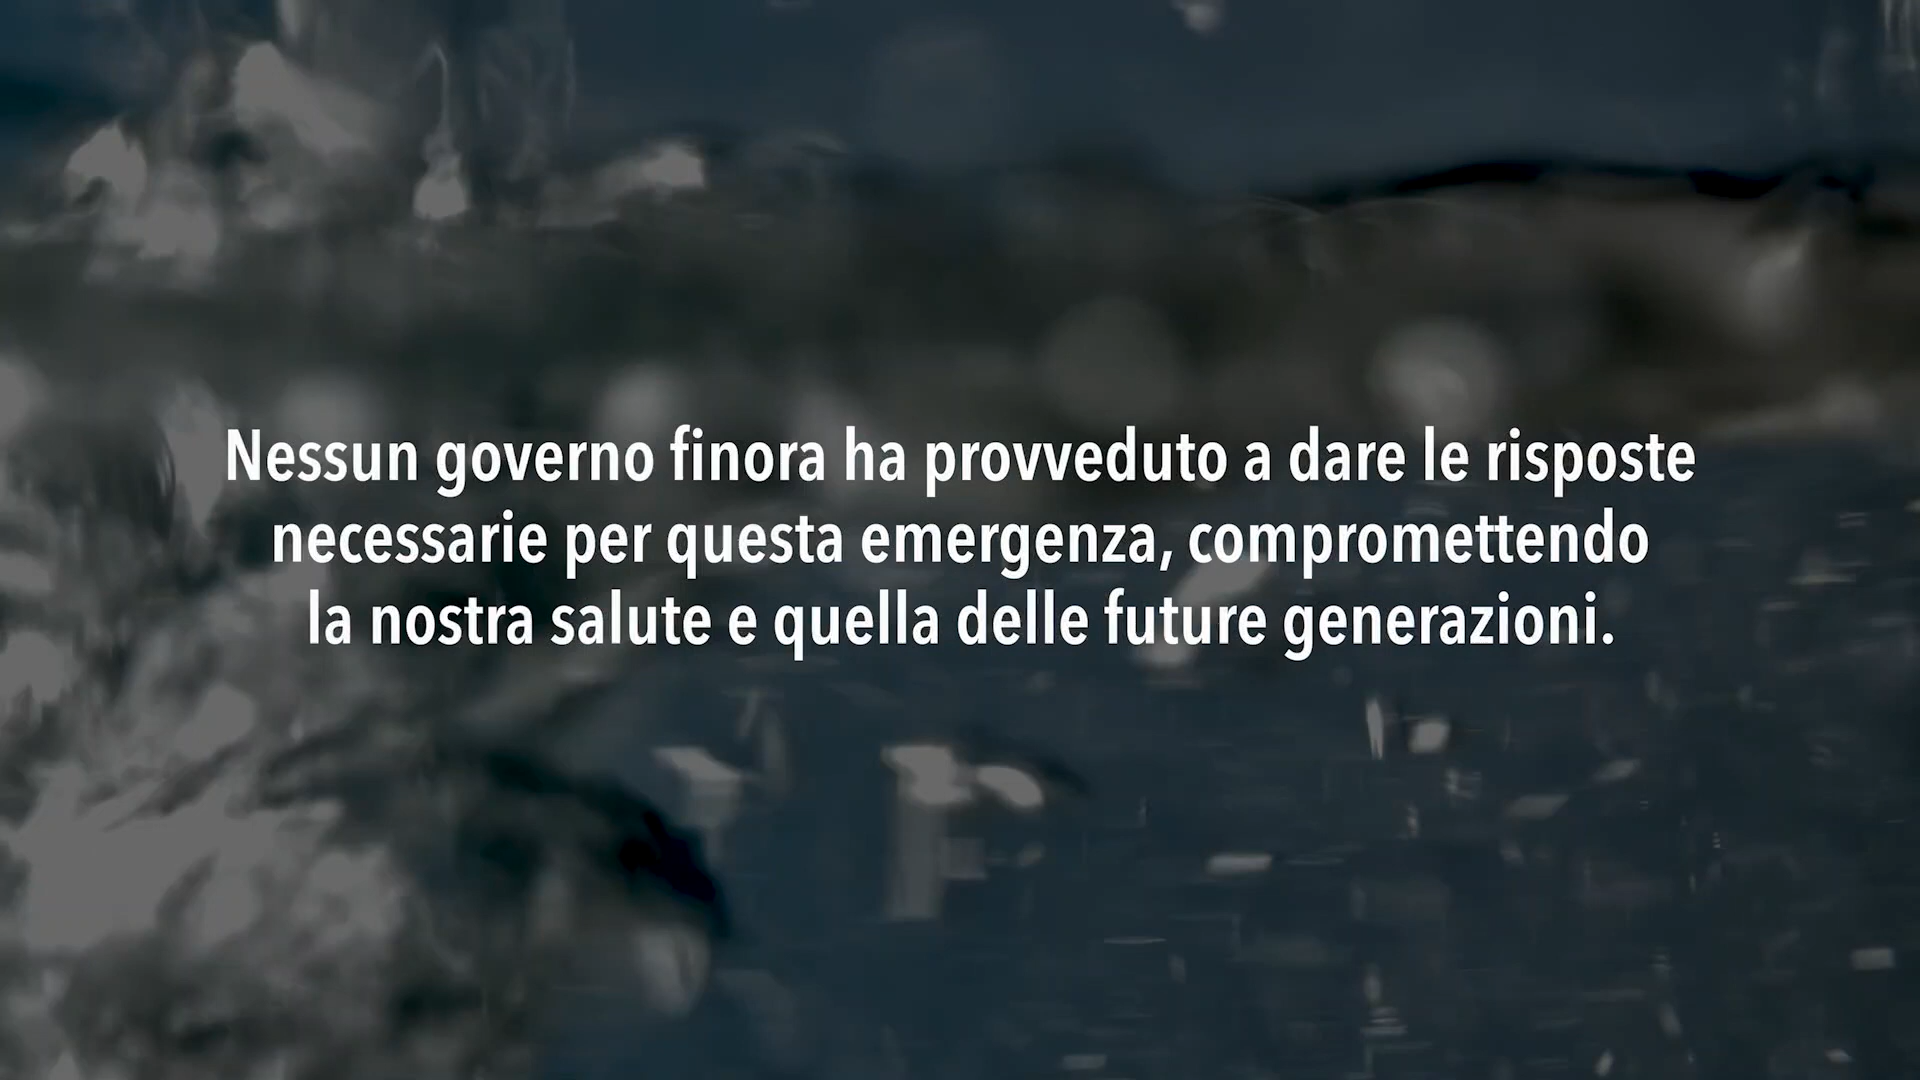 Nessun governo finora ha provveduto a dare le risposte
necessarie per questa emergenza, compromettendo
la nostra salute e quella delle future generazioni.